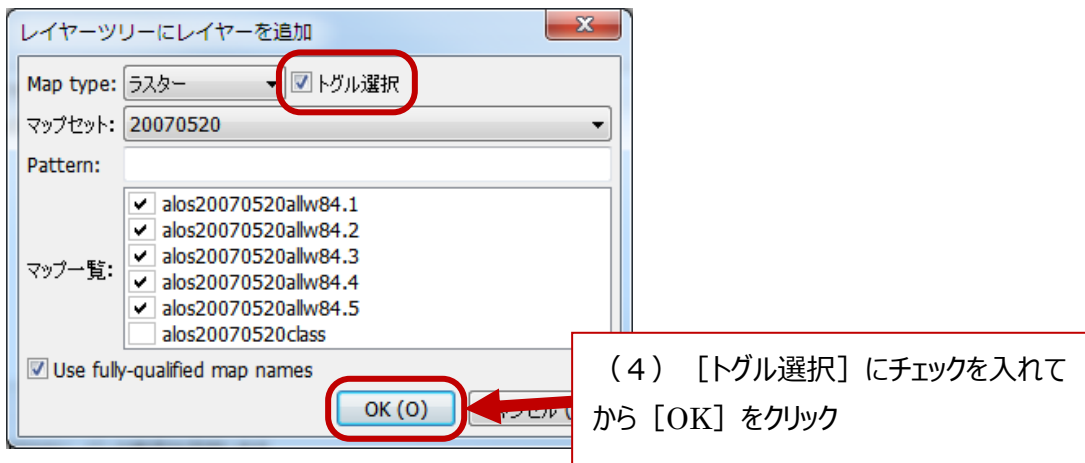 レイヤーツリーにレイヤーを追加
Map type: ラスター トグル選択
マップセット: 20070520
Pattern:
マップ一覧:
alos20070520allw84.1
alos20070520allw84.2
alos20070520allw84.3
alos20070520allw84.4
alos20070520allw84.5
alos20070520class
Use fully-qualified map names
OK (O)
（４） ［トグル選択］にチェックを入れて
から［OK］をクリック